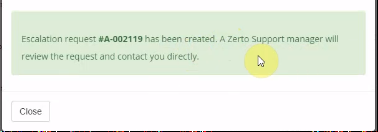 Escalation request #A-002119 has been created. A Zerto Support manager will
review the request and contact you directly.
Close